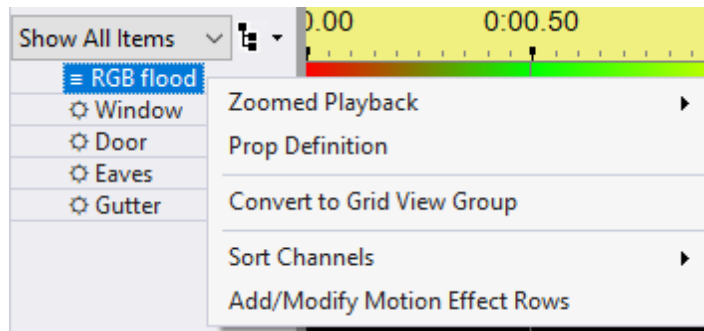 Show All Items
0.00
0:00.50
RGB flood
Window
Door
Eaves
Gutter
Zoomed Playback
Prop Definition
Convert to Grid View Group
Sort Channels
Add/Modify Motion Effect Rows